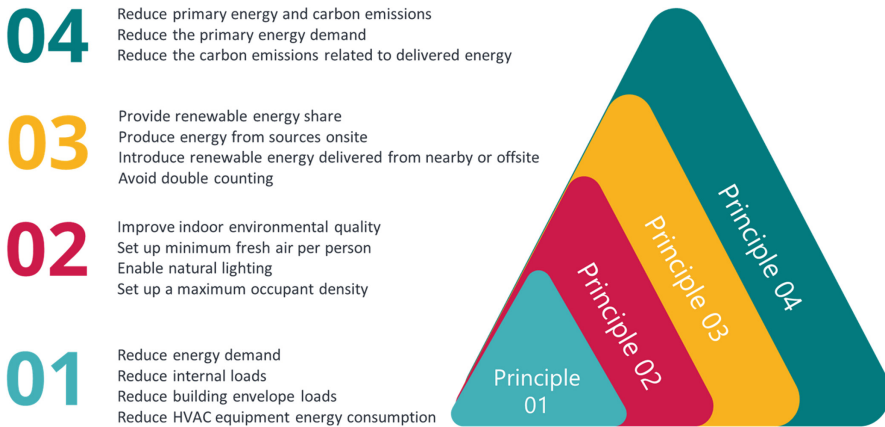 04
Reduce primary energy and carbon emissions
Reduce the primary energy demand
Reduce the carbon emissions related to delivered energy
03
Provide renewable energy share
Produce energy from sources onsite
Introduce renewable energy delivered from nearby or offsite
Avoid double counting
02
Improve indoor environmental quality
Set up minimum fresh air per person
Enable natural lighting
Set up a maximum occupant density
01
Reduce energy demand
Reduce internal loads
Reduce building envelope loads
Reduce HVAC equipment energy consumption
Principle
01
Principle 02
Principle 03
Principle 04